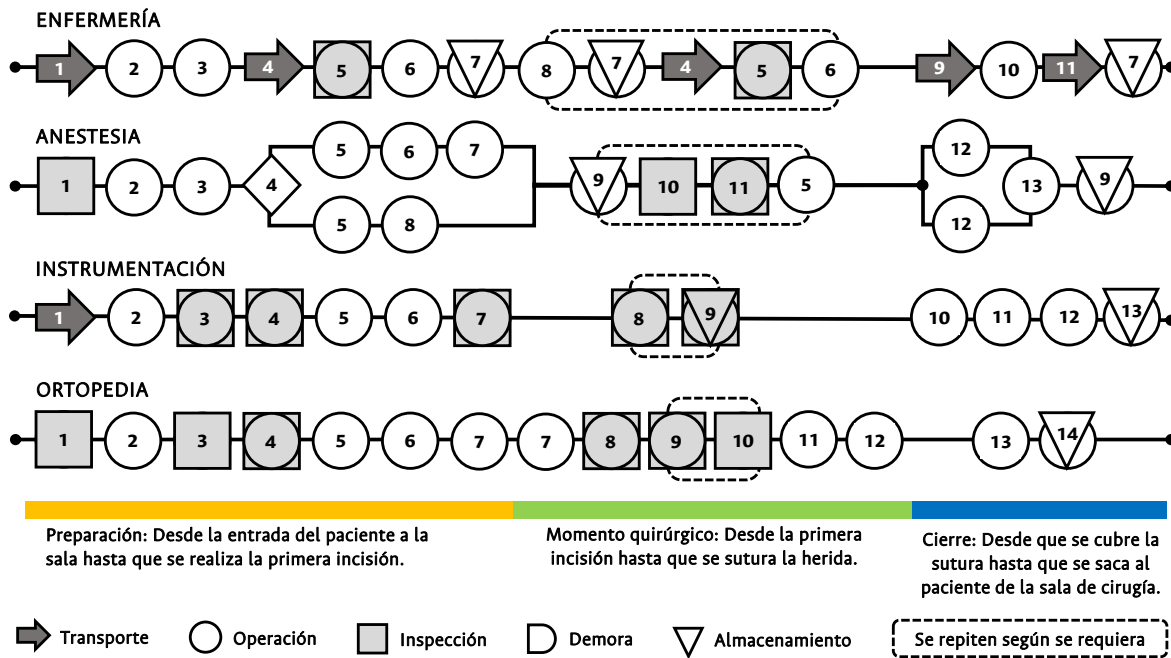 ENFERMERÍA
1 2 3 4 5 6 7 8 7 4 5 6 9 10 11 7
ANESTESIA
5 6 7 12
1 2 3 4 9 10 11 5 13 9
5 8 12
INSTRUMENTACIÓN
1 2 3 4 5 6 7 8 9 10 11 12 13
ORTOPEDIA
1 2 3 4 5 6 7 7 8 9 10 11 12 13 14
Preparación: Desde la entrada del paciente a la
sala hasta que se realiza la primera incisión.
Momento quirúrgico: Desde la primera
incisión hasta que se sutura la herida.
Cierre: Desde que se cubre la
sutura hasta que se saca al
paciente de la sala de cirugía.
Transporte
Operación
Inspección
Demora
Almacenamiento
Se repiten según se requiera